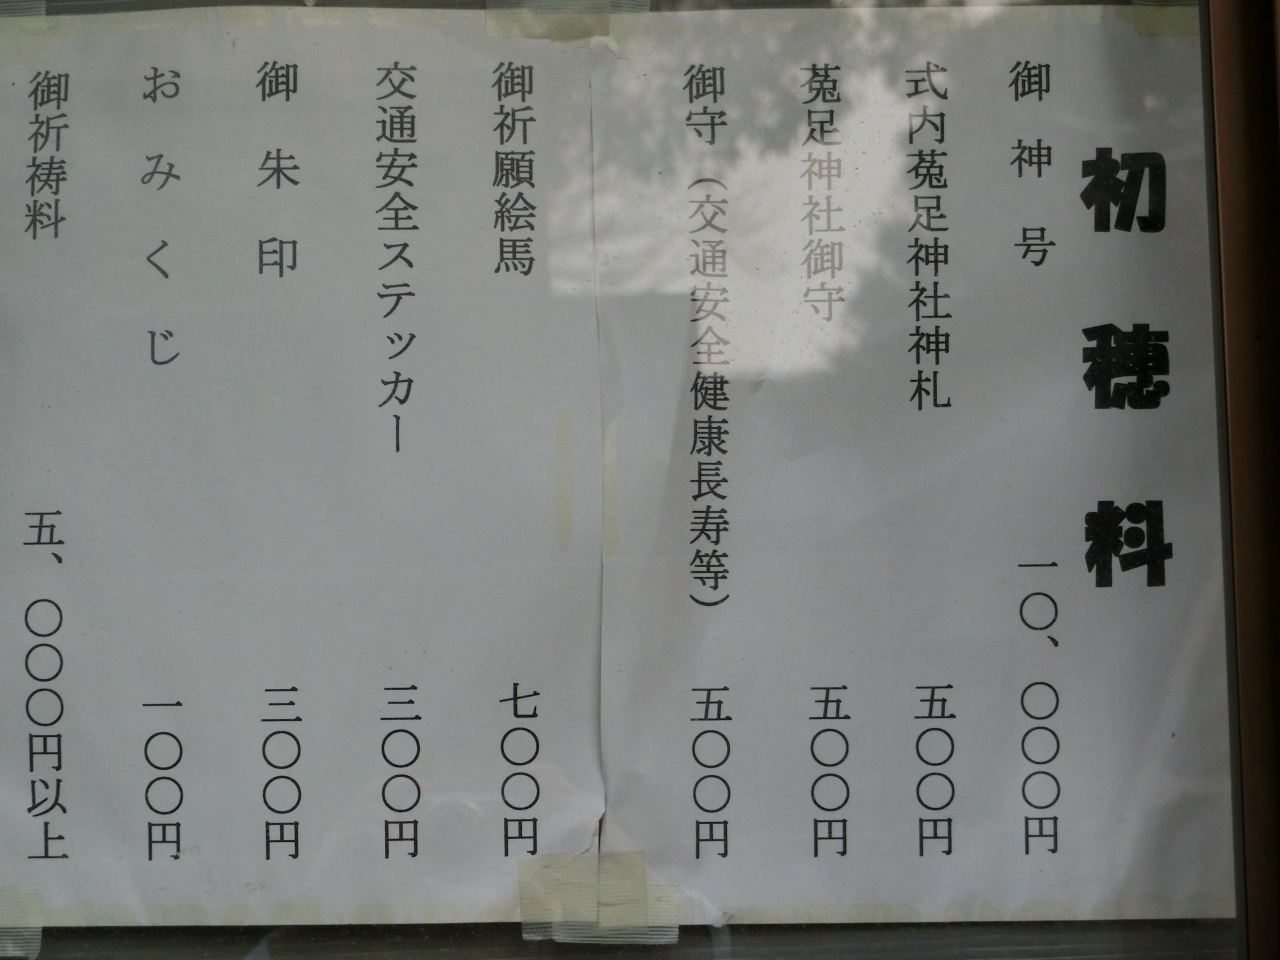 初穂料
御神号 一〇、〇〇〇円
式内菟足神社神札 五〇〇円
菟足神社御守 五〇〇円
御守（交通安全健康長寿等） 五〇〇円
御祈願絵馬 七〇〇円
交通安全ステッカー 三〇〇円
御朱印 三〇〇円
おみくじ 一〇〇円
御祈祷料 五、〇〇〇円以上